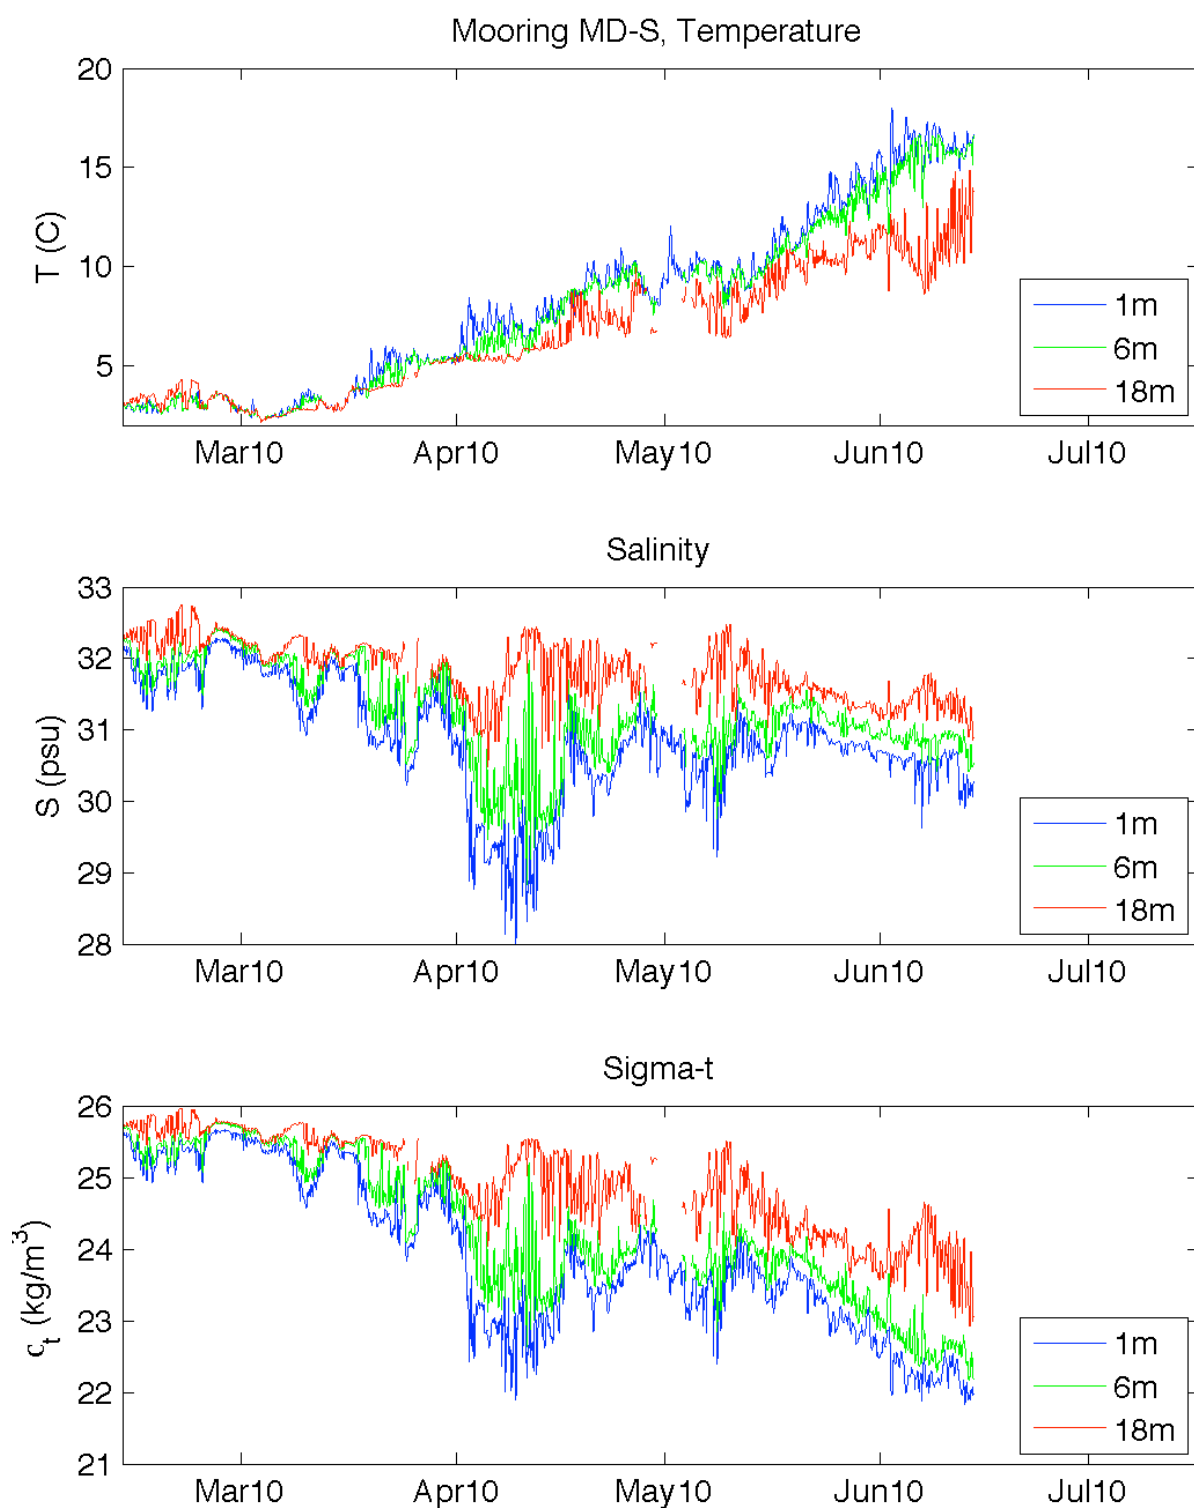 Mooring MD-S, Temperature
20
15
10
5
T (C)
1m
6m
18m
Mar10 Apr10 May10 Jun10 Jul10
Salinity
33
32
31
30
29
28
S (psu)
1m
6m
18m
Mar10 Apr10 May10 Jun10 Jul10
Sigma-t
26
25
24
23
22
21
σt (kg/m³)
1m
6m
18m
Mar10 Apr10 May10 Jun10 Jul10